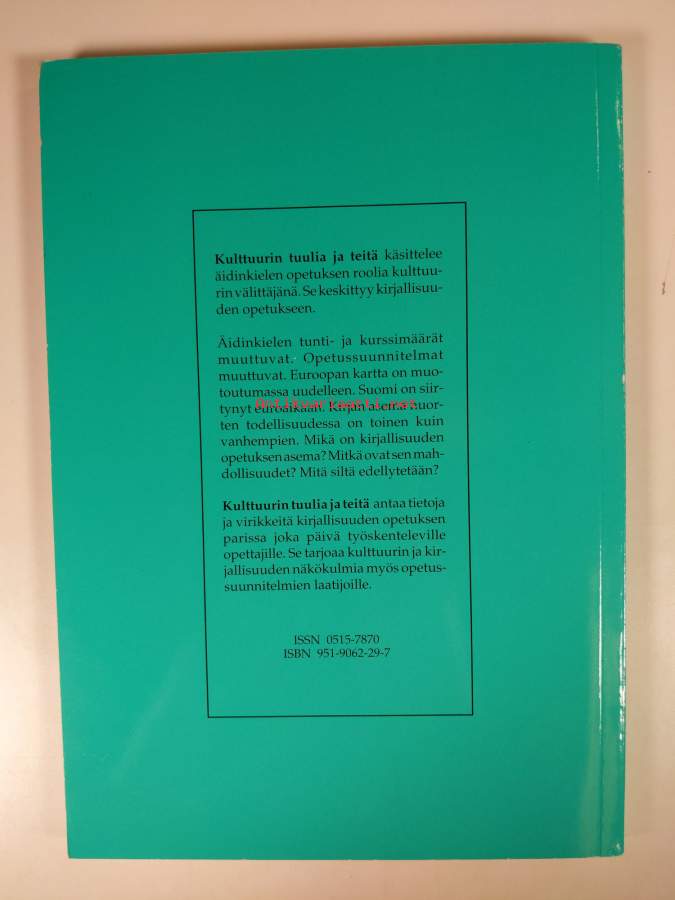 Kulttuurin tuulia ja teitä käsittelee
äidinkielen opetuksen roolia kulttuu-
rin välittäjänä. Se keskittyy kirjallisuu-
den opetukseen.
Äidinkielen tunti- ja kurssimäärät
muuttuvat. Opetussuunnitelmat
muuttuvat. Euroopan kartta on muo-
toutumassa uudelleen. Suomi on siir-
tynyt euroaikaan. Kirjan asema nuor-
Antikvariaatti.net
ten todellisuudessa on toinen kuin
vanhempien. Mikä on kirjallisuuden
opetuksen asema? Mitkä ovat sen mah-
dollisuudet? Mitä siltä edellytetään?
Kulttuurin tuulia ja teitä antaa tietoja
ja virikkeitä kirjallisuuden opetuksen
parissa joka päivä työskenteleville
opettajille. Se tarjoaa kulttuurin ja kir-
jallisuuden näkökulmia myös opetus-
suunnitelmien laatijoille.
ISSN 0515-7870
ISBN 951-9062-29-7